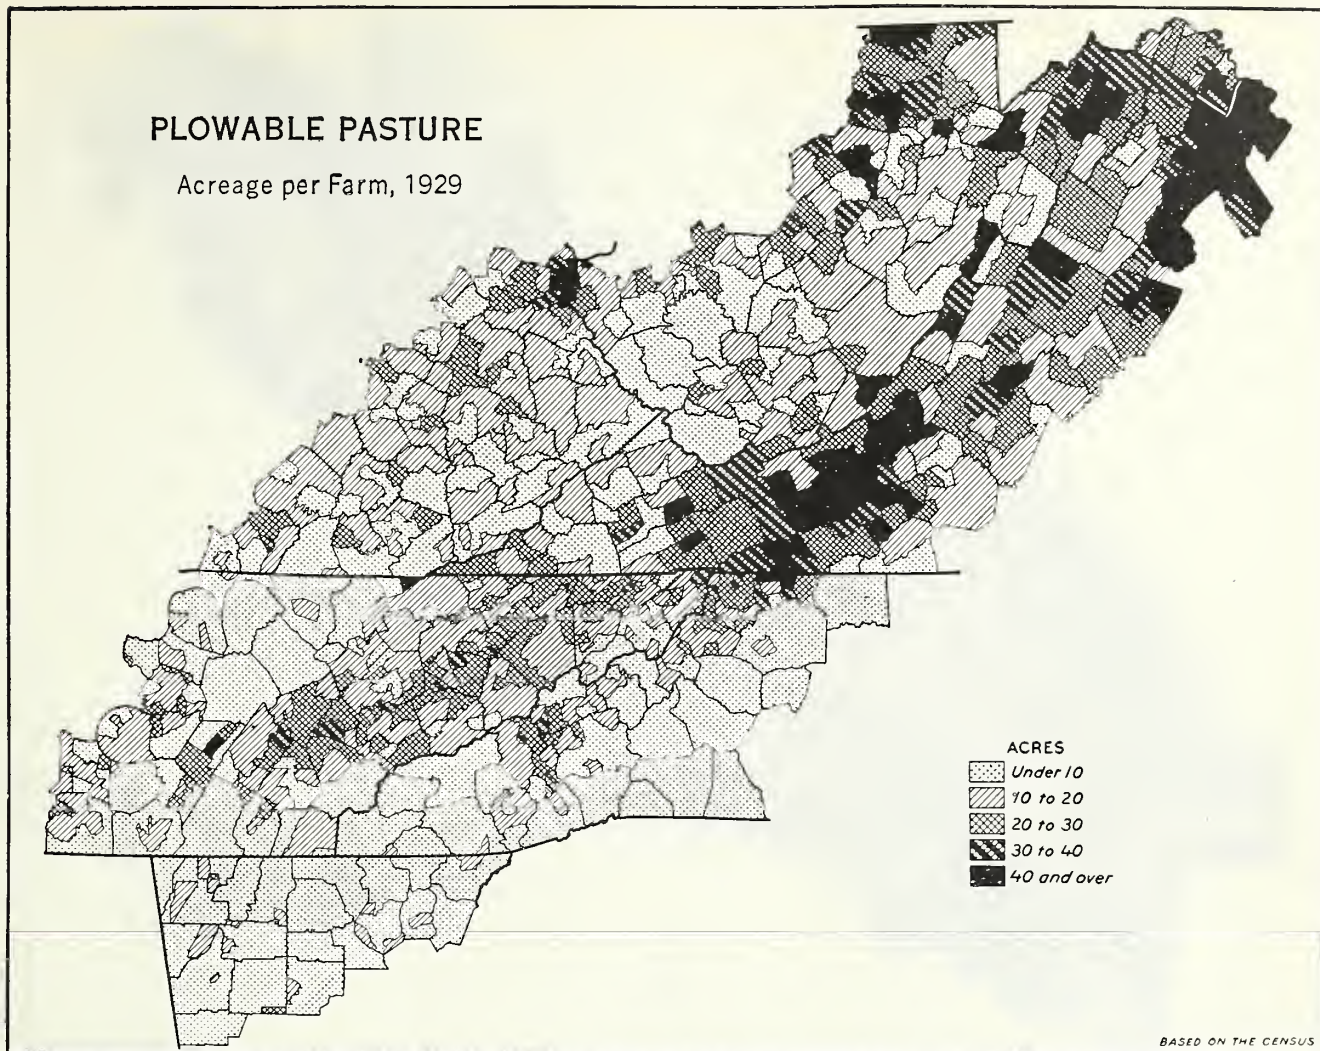 PLOWABLE PASTURE
Acreage per Farm, 1929
ACRES
Under 10
10 to 20
20 to 30
30 to 40
40 and over
BASED ON THE CENSUS